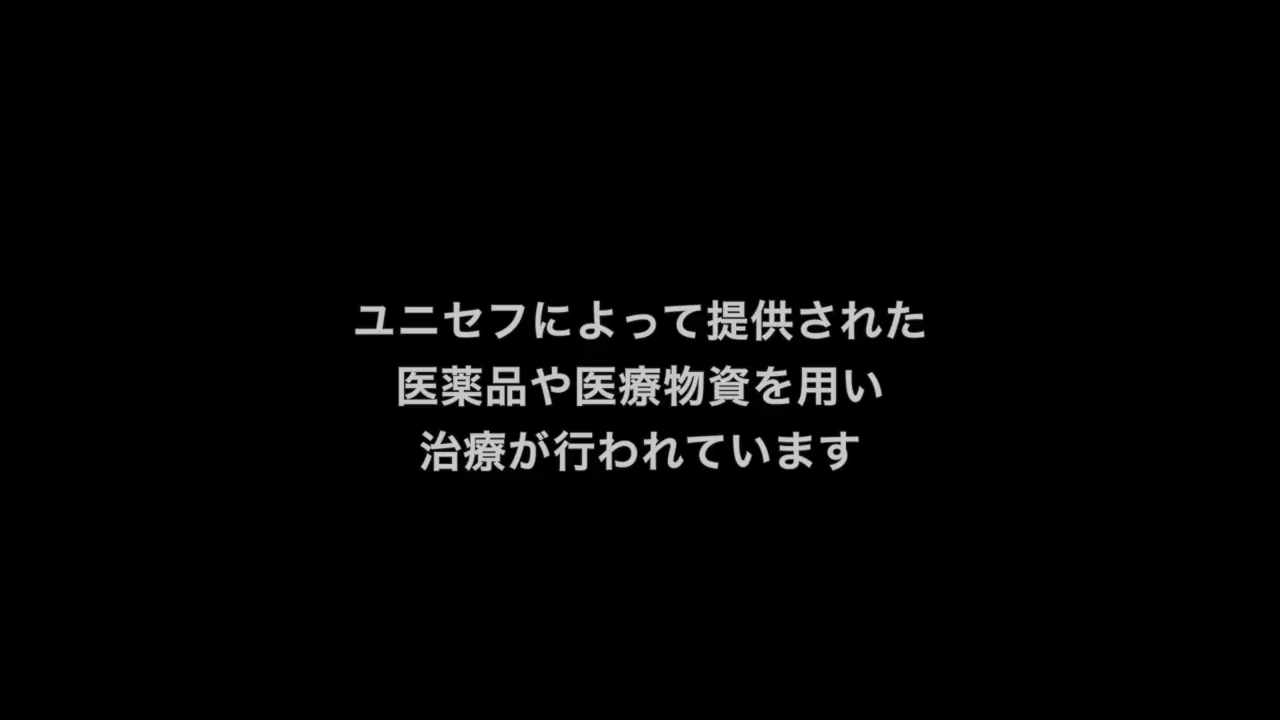 ユニセフによって提供された
医薬品や医療物資を用い
治療が行われています